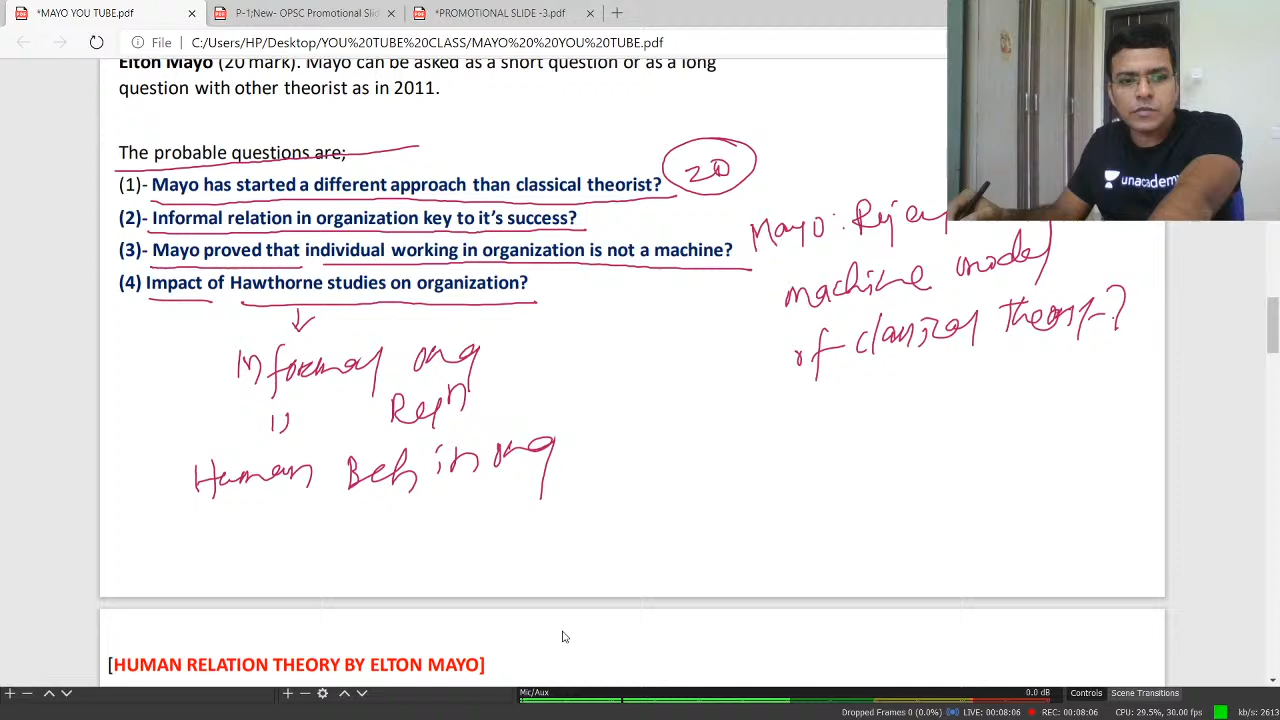 *MAYO YOU TUBE.pdf
P-1;New- OPSC Promotional Slid
*PROMOTIONAL SLIDE -3.pdf
File
C:/Users/HP/Desktop/YOU%20TUBE%20CLASS/MAYO%20%20YOU%20TUBE.pdf
Elton Mayo (20 mark). Mayo can be asked as a short question or as a long
question with other theorist as in 2011.
The probable questions are;
(1)- Mayo has started a different approach than classical theorist?
20
(2)- Informal relation in organization key to it's success?
(3)- Mayo proved that individual working in organization is not a machine?
(4) Impact of Hawthorne studies on organization?
Mayo:
machine model
of classical
Informal org
Human Beh in org
unacademy
[HUMAN RELATION THEORY BY ELTON MAYO]
Mic/Aux
0.0 dB
Controls
Scene Transitions
Dropped Frames 0 (0.0%)
LIVE: 00:08:06
REC: 00:08:06
CPU: 29.5%, 30.00 fps
kb/s: 2613